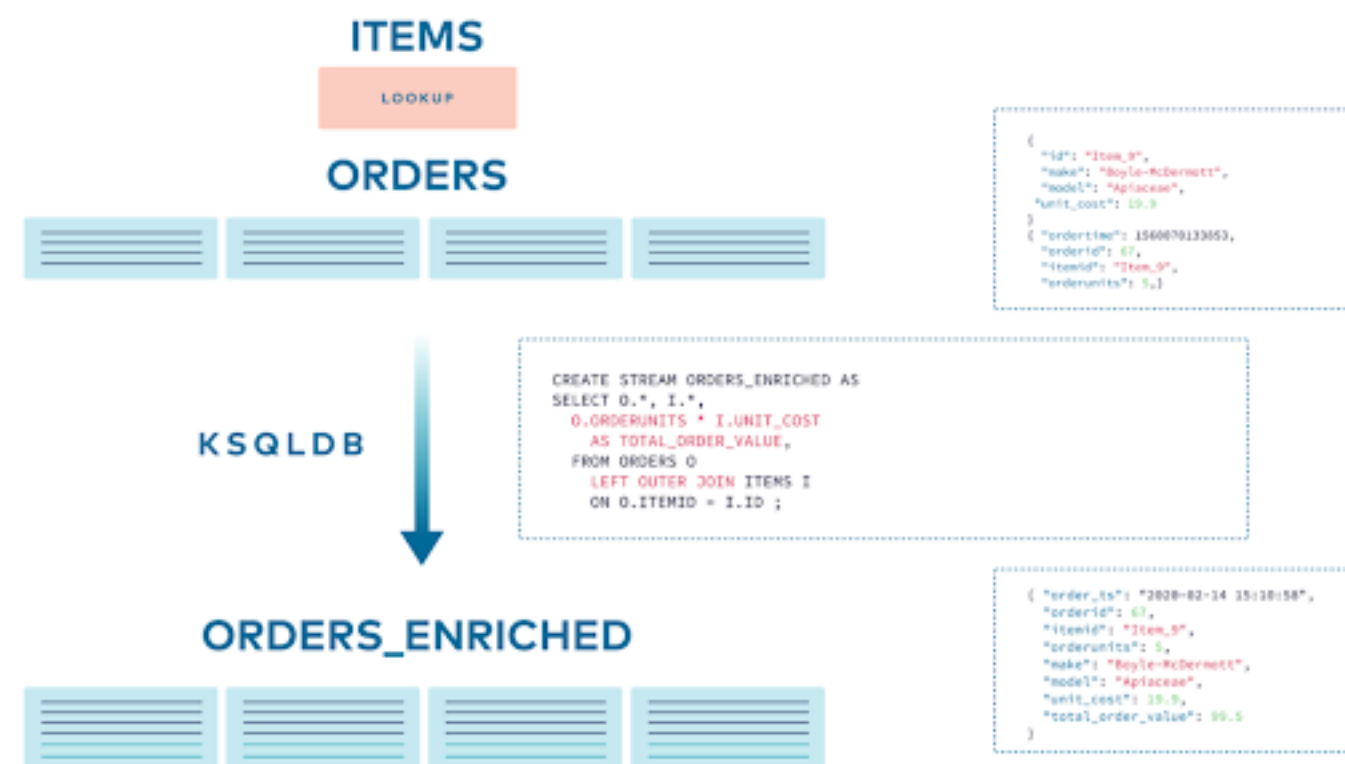 ITEMS
LOOKUP
ORDERS
{
"id": "Item_9",
"make": "Boyle-McDermott",
"model": "Apiaceae",
"unit_cost": 19.9
}
{ "ordertime": 1560070133853,
"orderid": 67,
"itemid": "Item_9",
"orderunits": 5,}
KSQLDB
CREATE STREAM ORDERS_ENRICHED AS
SELECT O.*, I.*,
O.ORDERUNITS * I.UNIT_COST
AS TOTAL_ORDER_VALUE,
FROM ORDERS O
LEFT OUTER JOIN ITEMS I
ON O.ITEMID = I.ID ;
ORDERS_ENRICHED
{ "order_ts": "2020-02-14 15:10:58",
"orderid": 67,
"itemid": "Item_9",
"orderunits": 5,
"make": "Boyle-McDermott",
"model": "Apiaceae",
"unit_cost": 19.9,
"total_order_value": 99.5
}